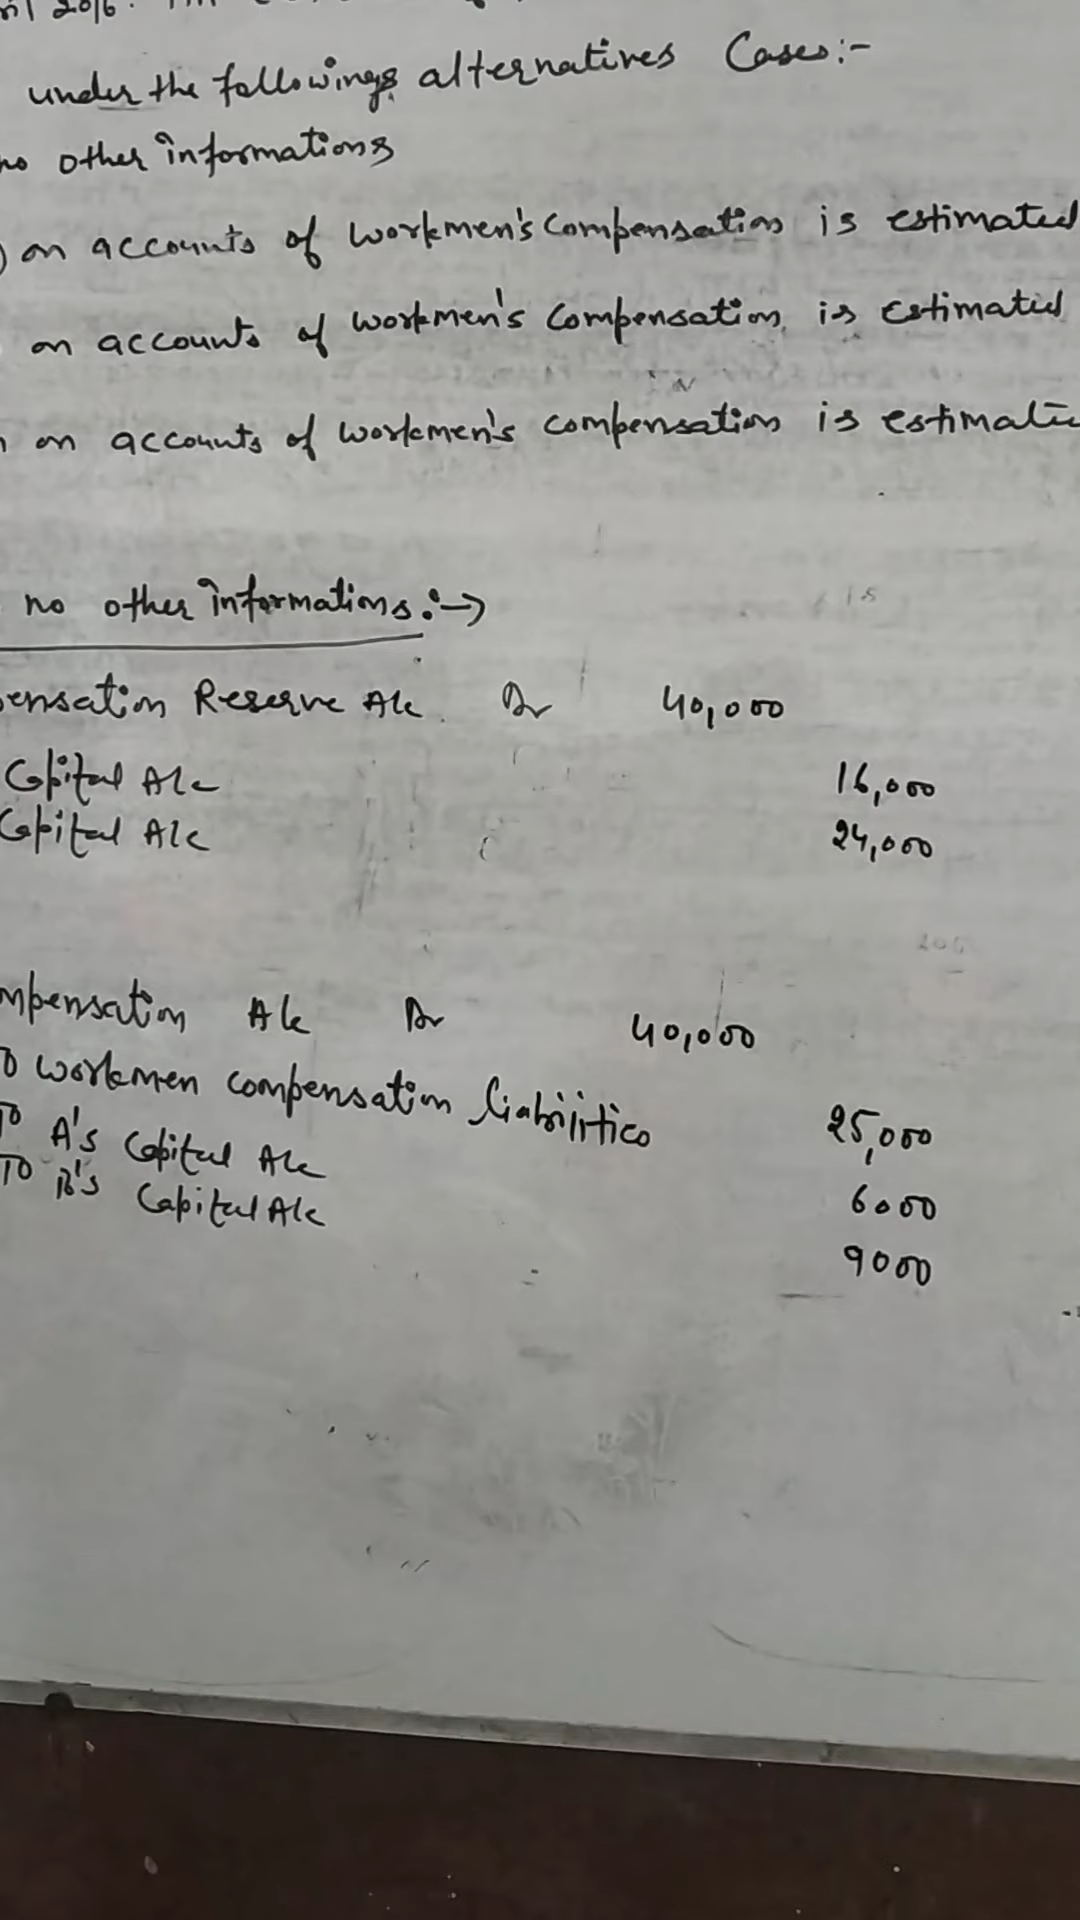 2016.
under the followings alternatives Cases:-
no other informations
) on accounts of workmen's compensation is estimated
on accounts of workmen's compensation is estimated
on accounts of workmen's compensation is estimate
no other informations :→
ensation Reserve A/c Dr 40,000
Capital A/c 16,000
Capital A/c 24,000
mpensation A/c Dr 40,000
To workmen compensation liabiities 25,000
To A's Capital A/c 6000
To B's Capital A/c 9000